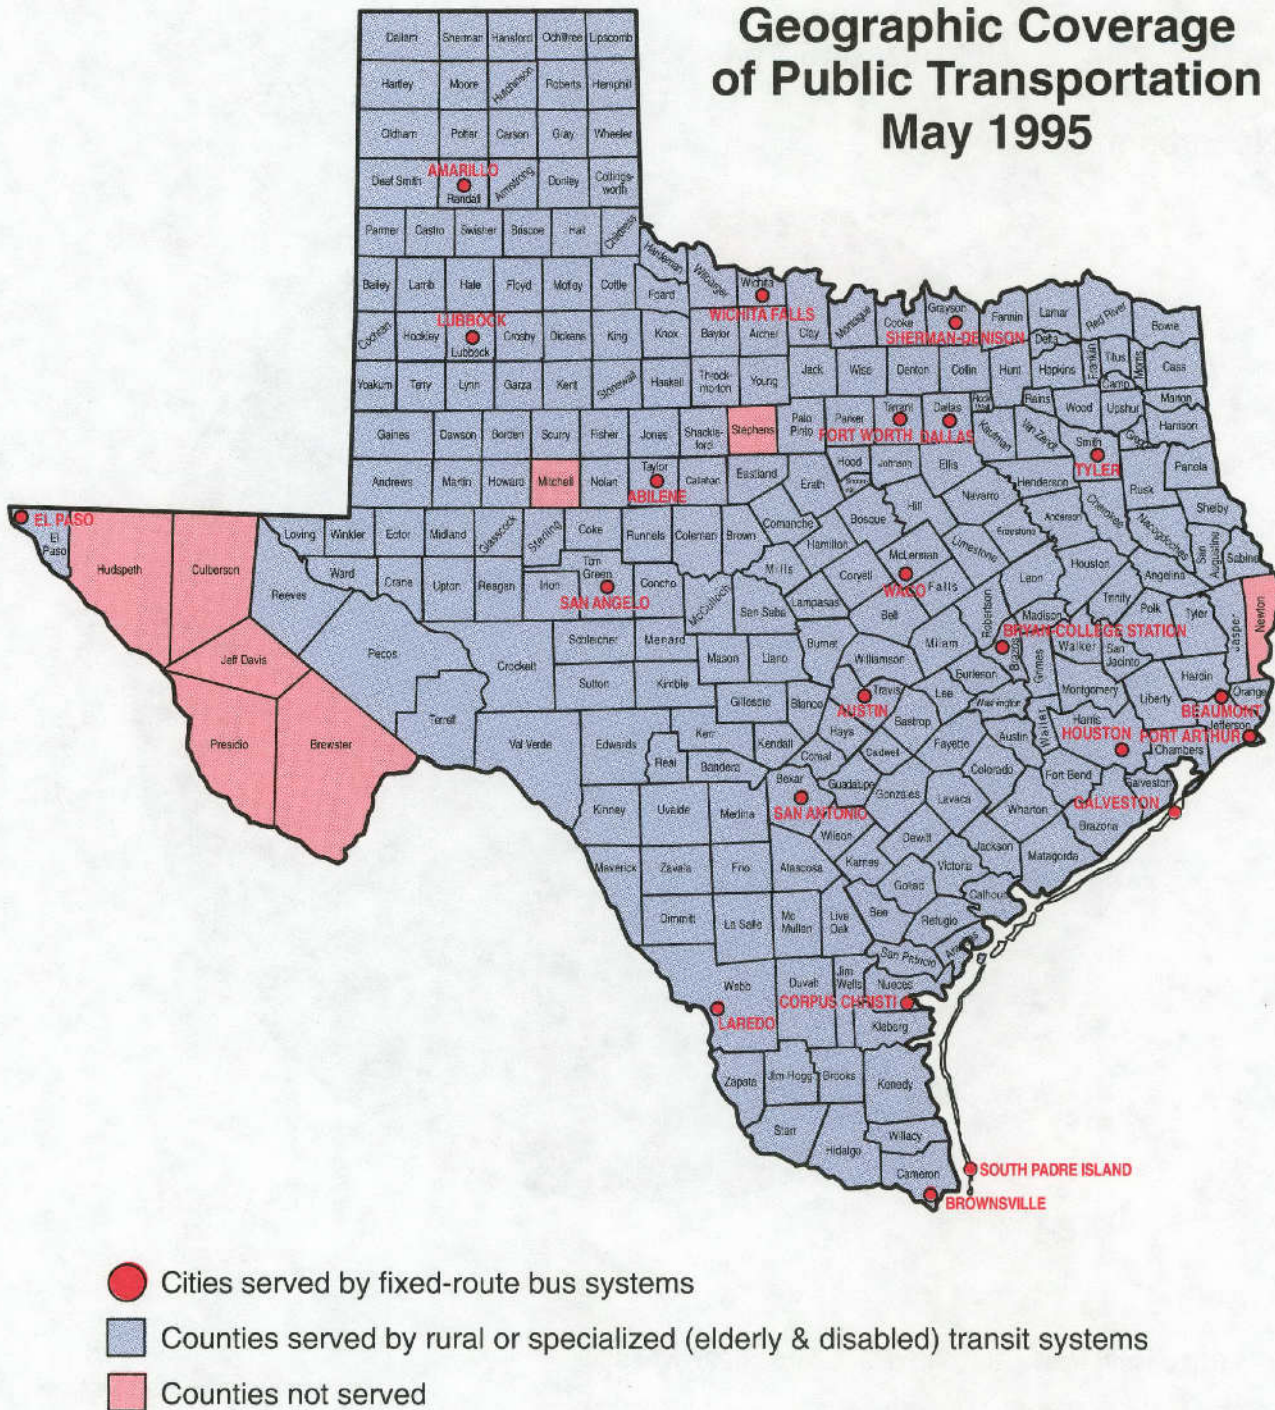 Geographic Coverage
of Public Transportation
May 1995
Dallam Sherman Hansford Ochiltree Lipscomb
Hartley Moore Hutchinson Roberts Hemphill
Oldham Potter Carson Gray Wheeler
AMARILLO
Deaf Smith Randall Armstrong Donley Collings-
worth
Parmer Castro Swisher Briscoe Hall Childress
Hardeman Wilbarger Wichita
Bailey Lamb Hale Floyd Motley Cottle Foard
WICHITA FALLS
Clay Montague Cooke Grayson Fannin Lamar Red River Bowie
SHERMAN-DENISON
LUBBOCK
Cochran Hockley Lubbock Crosby Dickens King Knox Baylor Archer
Delta Franklin Titus Morris Cass
Jack Wise Denton Collin Hunt Hopkins Camp
Yoakum Terry Lynn Garza Kent Stonewall Haskell Throck-
morton Young
Rains Wood Upshur Marion
Gaines Dawson Borden Scurry Fisher Jones Shackle-
ford Stephens Palo
Pinto Parker Tarrant Dallas Rock-
wall Kaufman Van Zandt Smith Gregg Harrison
FORT WORTH DALLAS
TYLER
Andrews Martin Howard Mitchell Nolan Taylor Callahan Eastland Erath Hood Johnson Ellis Henderson Rusk Panola
ABILENE
Navarro Hill Bosque Anderson Cherokee Nacogdoches Shelby
EL PASO
El
Paso
Hudspeth Culberson Reeves Loving Winkler Ector Midland Glasscock Sterling Coke Runnels Coleman Brown Comanche Hamilton McLennan Limestone Freestone Houston San
Augustine Sabine
Ward Crane Upton Reagan Irion Tom
Green Concho McCulloch Mills Coryell Falls Leon Angelina
SAN ANGELO
WACO
San Saba Lampasas Bell Robertson Madison Trinity Polk Tyler Jasper Newton
BRYAN-COLLEGE STATION
Jeff Davis Pecos Crockett Schleicher Menard Mason Llano Burnet Williamson Milam Brazos Grimes Walker San
Jacinto Hardin
Burleson
Sutton Kimble Gillespie Blanco Travis Lee Washington Montgomery Liberty Orange
AUSTIN
BEAUMONT
Presidio Brewster Terrell Val Verde Edwards Kerr Kendall Hays Bastrop Austin Waller Harris Jefferson
HOUSTON PORT ARTHUR
Real Bandera Comal Caldwell Fayette Colorado Fort Bend Chambers
Bexar Guadalupe Gonzales Lavaca Wharton Galveston
Kinney Uvalde Medina
SAN ANTONIO
GALVESTON
Wilson Dewitt Jackson Matagorda Brazoria
Maverick Zavala Frio Atascosa Karnes Victoria
Goliad Calhoun
Dimmitt La Salle Mc
Mullen Live
Oak Bee Refugio
San Patricio Aransas
Webb Duval Jim
Wells Nueces
LAREDO
CORPUS CHRISTI
Kleberg
Zapata Jim Hogg Brooks Kenedy
Starr Hidalgo Willacy
Cameron
SOUTH PADRE ISLAND
BROWNSVILLE
Cities served by fixed-route bus systems
Counties served by rural or specialized (elderly & disabled) transit systems
Counties not served